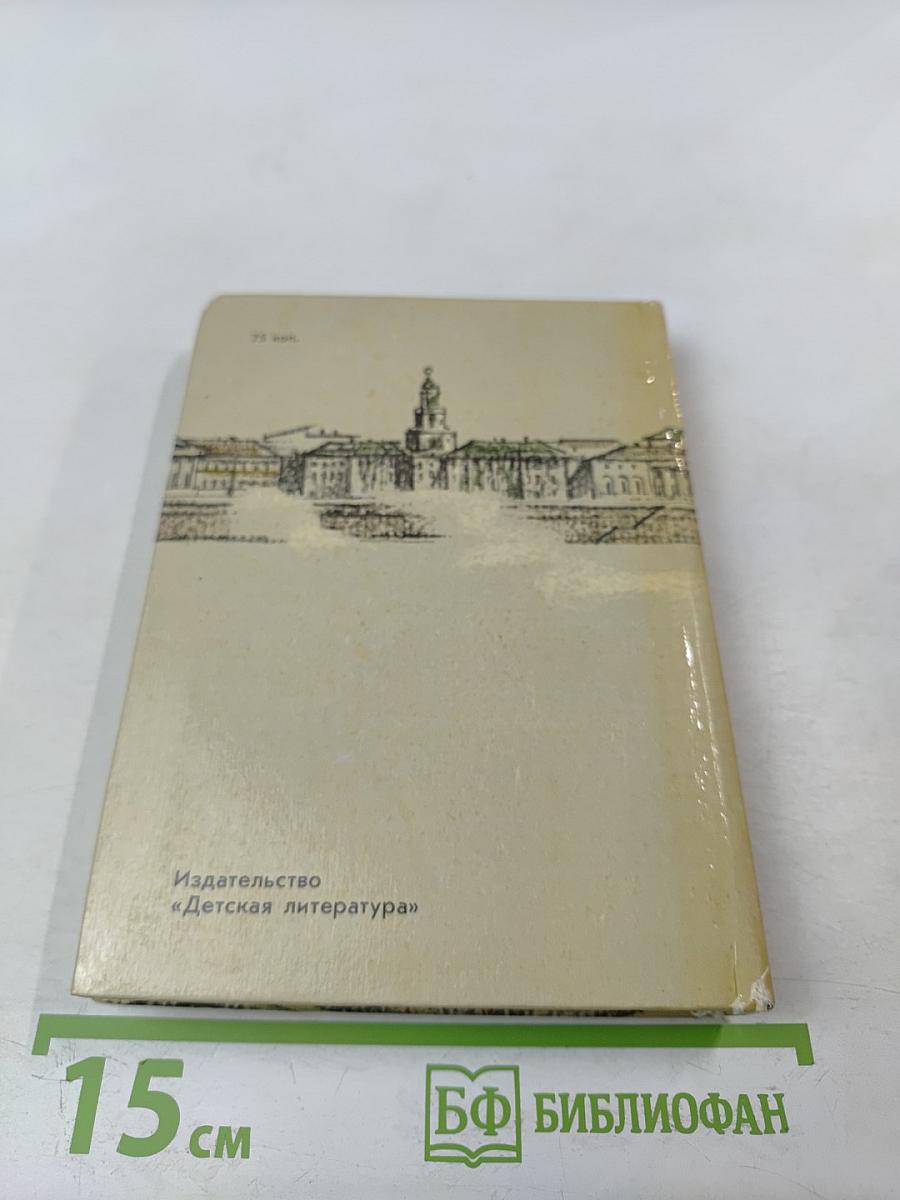 75 коп.
Издательство
«Детская литература»
15 см
БФ БИБЛИОФАН